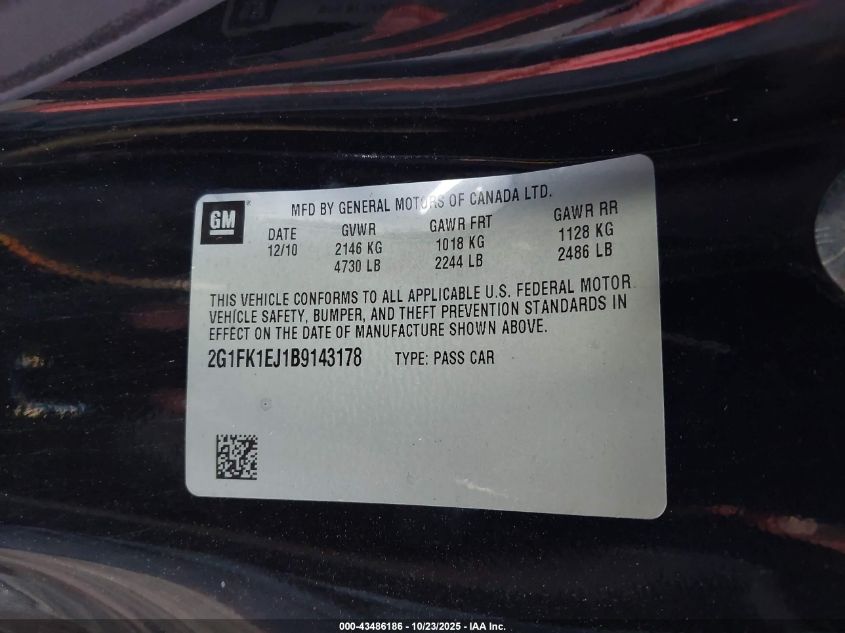 GM
MFD BY GENERAL MOTORS OF CANADA LTD.
DATE GVWR GAWR FRT GAWR RR
12/10 2146 KG 1018 KG 1128 KG
4730 LB 2244 LB 2486 LB
THIS VEHICLE CONFORMS TO ALL APPLICABLE U.S. FEDERAL MOTOR
VEHICLE SAFETY, BUMPER, AND THEFT PREVENTION STANDARDS IN
EFFECT ON THE DATE OF MANUFACTURE SHOWN ABOVE.
2G1FK1EJ1B9143178 TYPE: PASS CAR
000-43486186 - 10/23/2025 - IAA Inc.